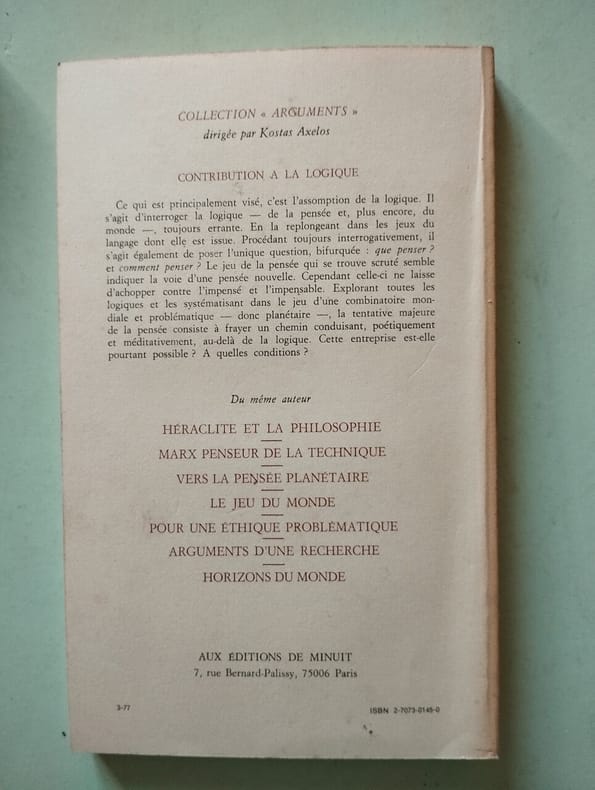 COLLECTION « ARGUMENTS »
dirigée par Kostas Axelos
CONTRIBUTION A LA LOGIQUE
Ce qui est principalement visé, c'est l'assomption de la logique. Il
s'agit d'interroger la logique — de la pensée et, plus encore, du
monde —, toujours errante. En la replongeant dans les jeux du
langage dont elle est issue. Procédant toujours interrogativement, il
s'agit également de poser l'unique question, bifurquée : que penser ?
et comment penser ? Le jeu de la pensée qui se trouve scruté semble
indiquer la voie d'une pensée nouvelle. Cependant celle-ci ne laisse
d'achopper contre l'impensé et l'impensable. Explorant toutes les
logiques et les systématisant dans le jeu d'une combinatoire mon-
diale et problématique — donc planétaire —, la tentative majeure
de la pensée consiste à frayer un chemin conduisant, poétiquement
et méditativement, au-delà de la logique. Cette entreprise est-elle
pourtant possible ? A quelles conditions ?
Du même auteur
HÉRACLITE ET LA PHILOSOPHIE
MARX PENSEUR DE LA TECHNIQUE
VERS LA PENSÉE PLANÉTAIRE
LE JEU DU MONDE
POUR UNE ÉTHIQUE PROBLÉMATIQUE
ARGUMENTS D'UNE RECHERCHE
HORIZONS DU MONDE
AUX ÉDITIONS DE MINUIT
7, rue Bernard-Palissy, 75006 Paris
3-77
ISBN 2-7073-0145-0